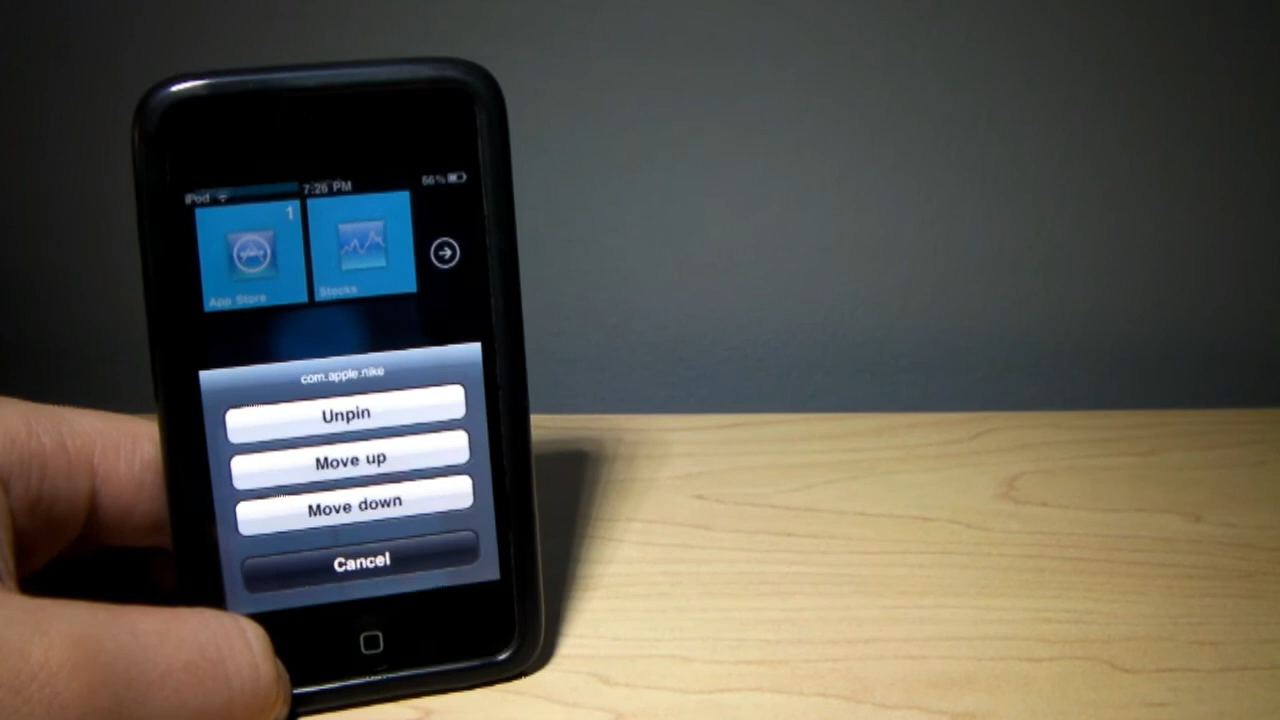 iPod 7:26 PM 56%
1
App Store Stocks
com.apple.nike
Unpin
Move up
Move down
Cancel